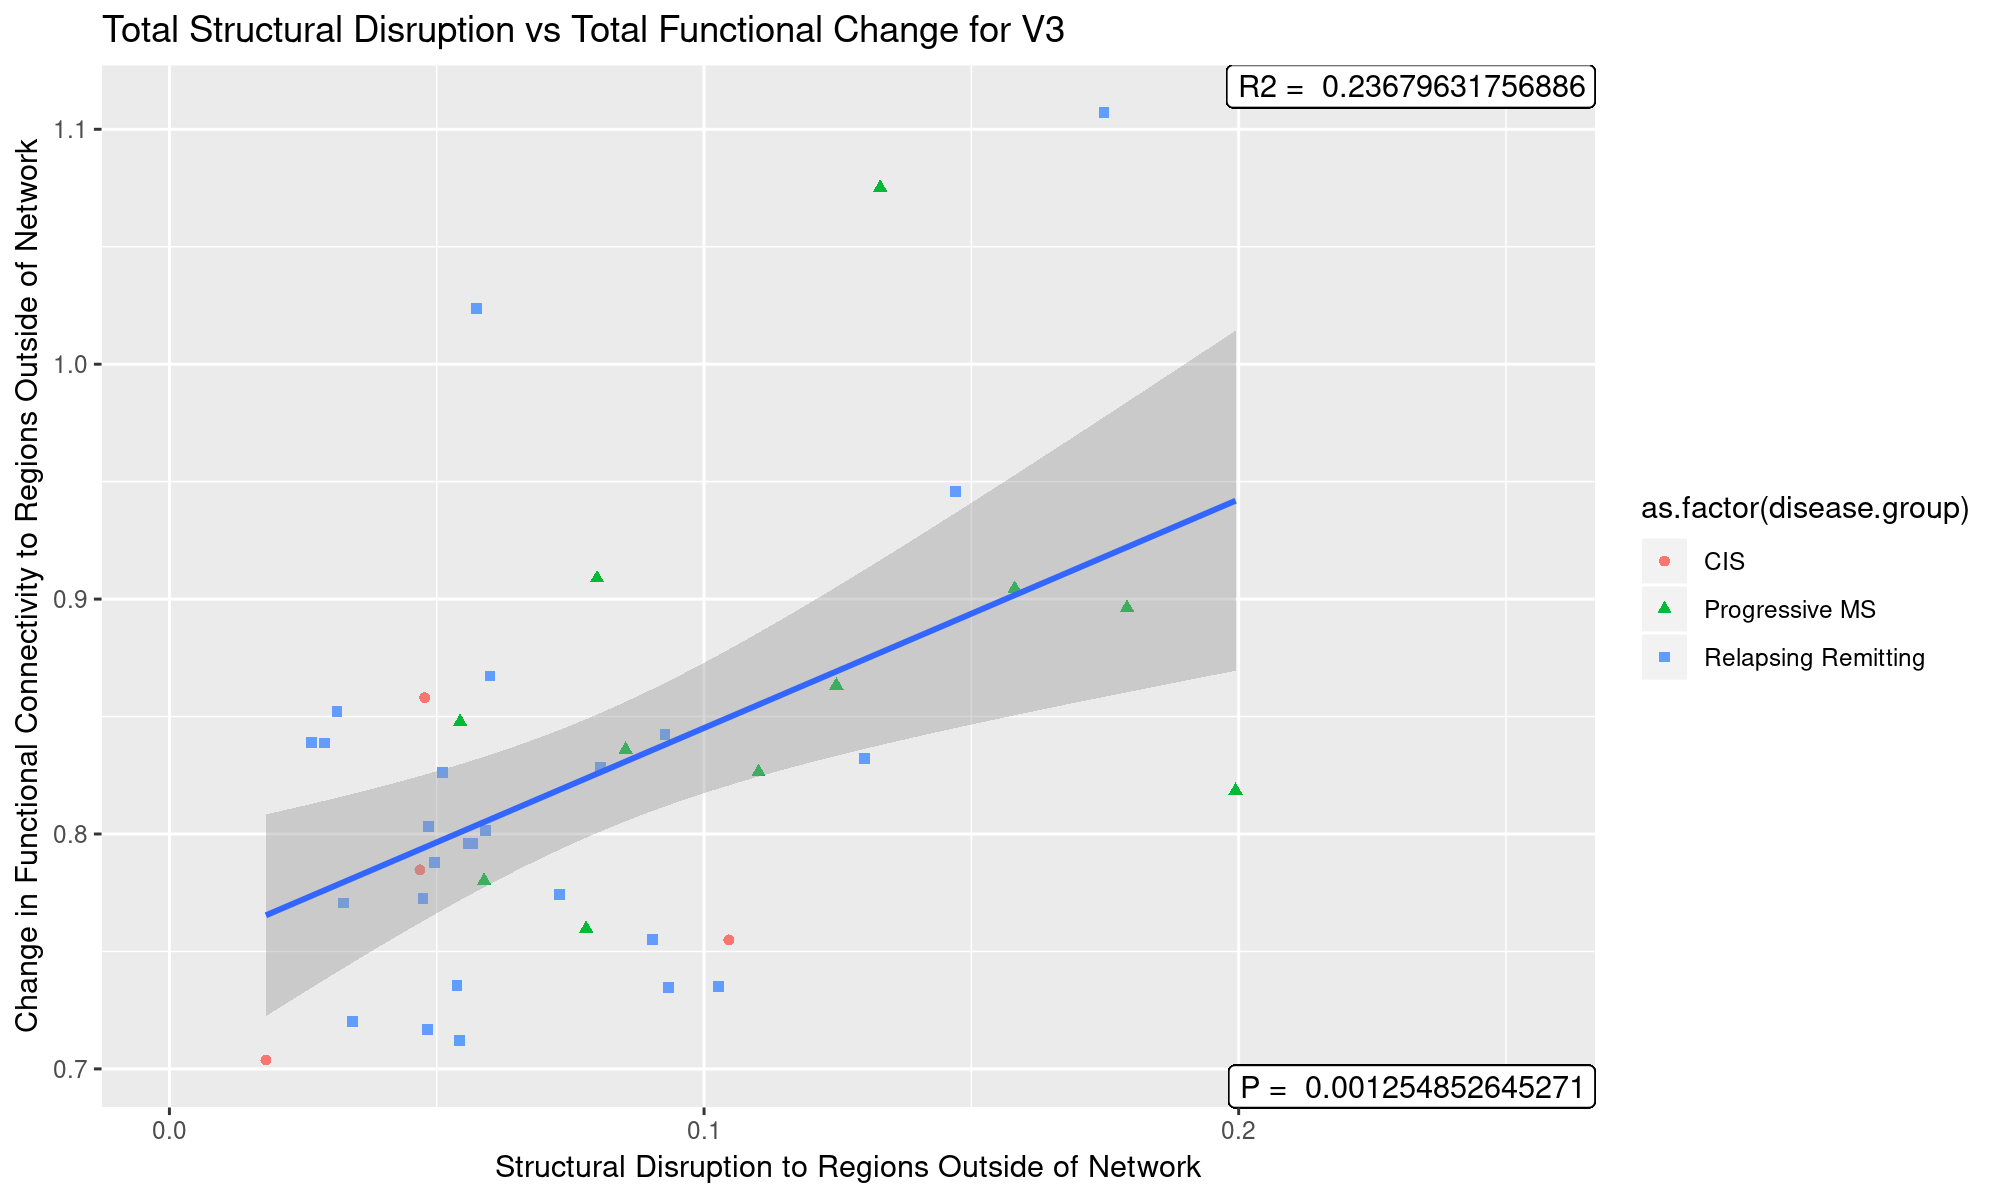 Total Structural Disruption vs Total Functional Change for V3
R2 =  0.23679631756886
Change in Functional Connectivity to Regions Outside of Network
1.1
1.0
0.9
0.8
0.7
P =  0.001254852645271
0.0
0.1
0.2
Structural Disruption to Regions Outside of Network
as.factor(disease.group)
CIS
Progressive MS
Relapsing Remitting